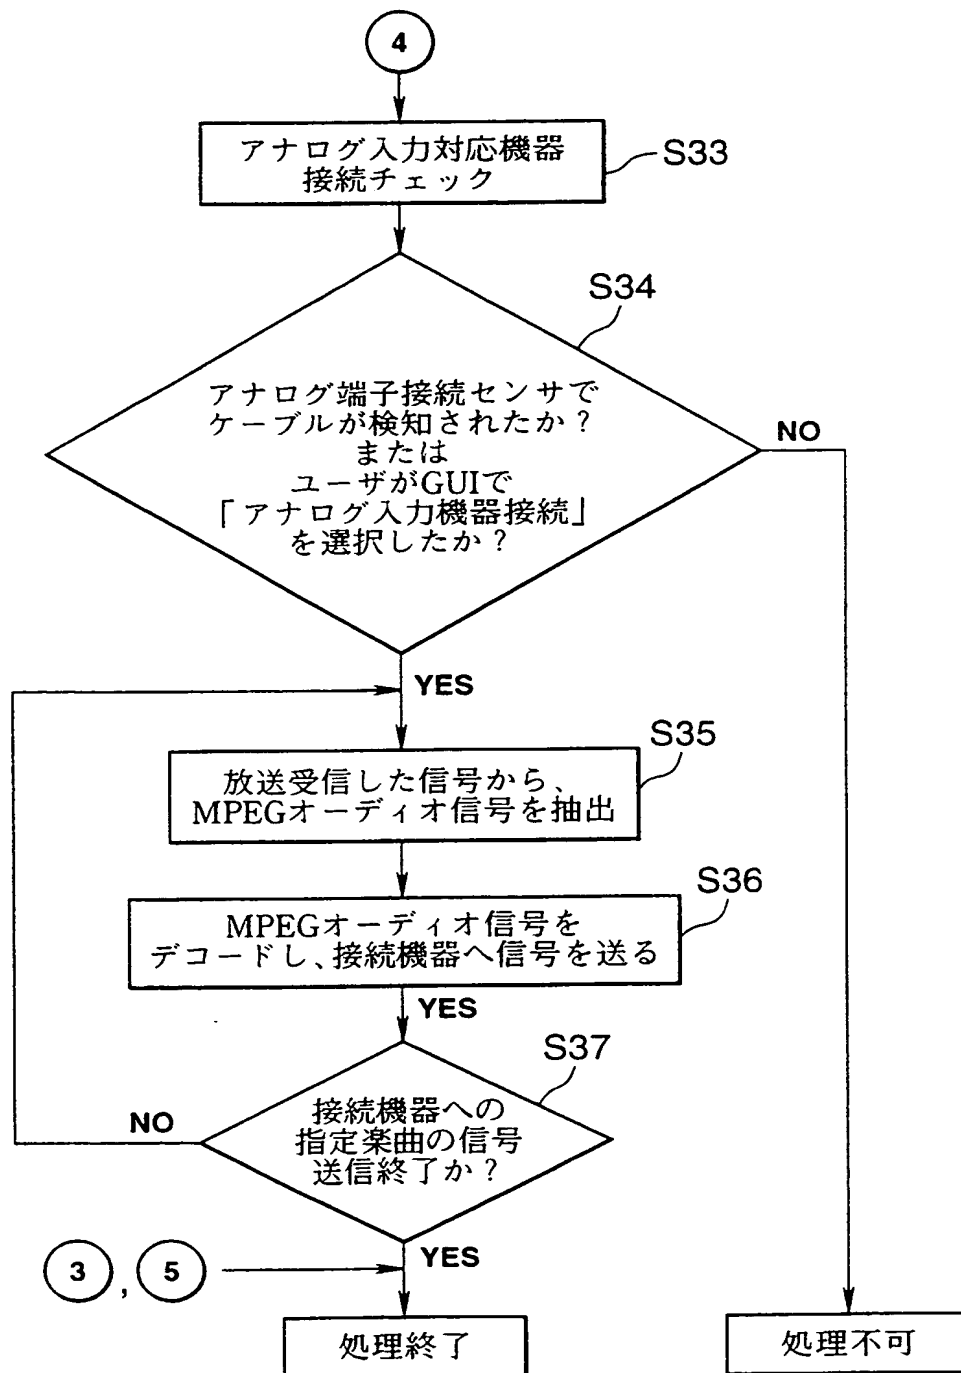 4
アナログ入力対応機器
接続チェック
S33
S34
アナログ端子接続センサで
ケーブルが検知されたか?
または
ユーザがGUIで
「アナログ入力機器接続」
を選択したか?
NO
YES
S35
放送受信した信号から、
MPEGオーディオ信号を抽出
S36
MPEGオーディオ信号を
デコードし、接続機器へ信号を送る
YES
S37
接続機器への
指定楽曲の信号
送信終了か?
NO
YES
3 , 5
処理終了
処理不可